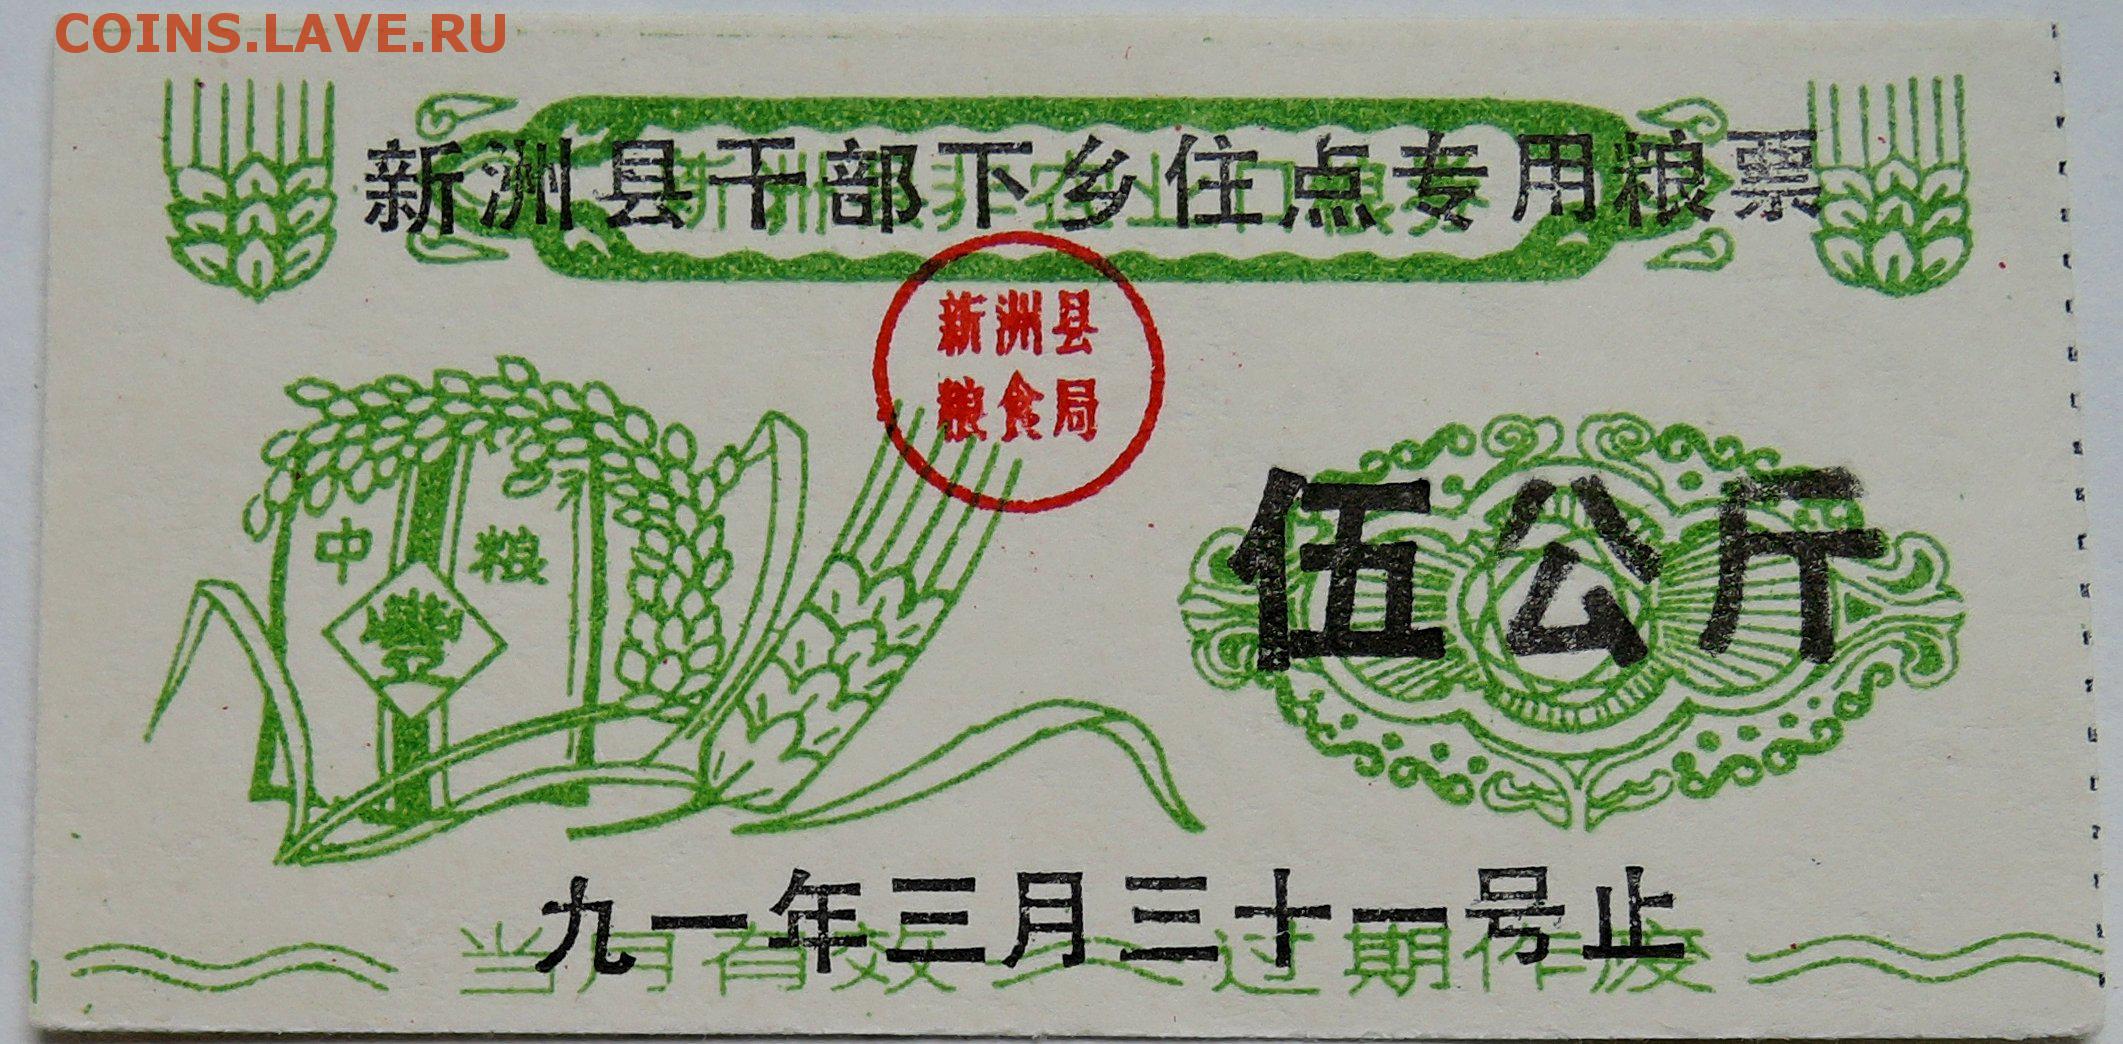 COINS.LAVE.RU
新洲县干部下乡住点专用粮票
新洲县
粮食局
中 粮
豐
伍公斤
九一年三月三十一号止
当月有效 过期作废